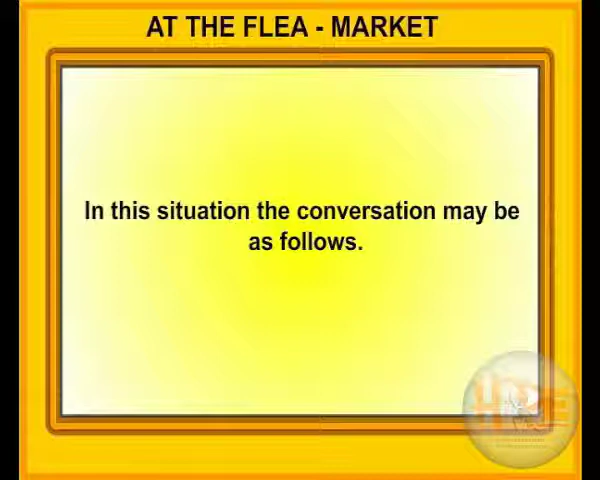 AT THE FLEA - MARKET
In this situation the conversation may be
as follows.